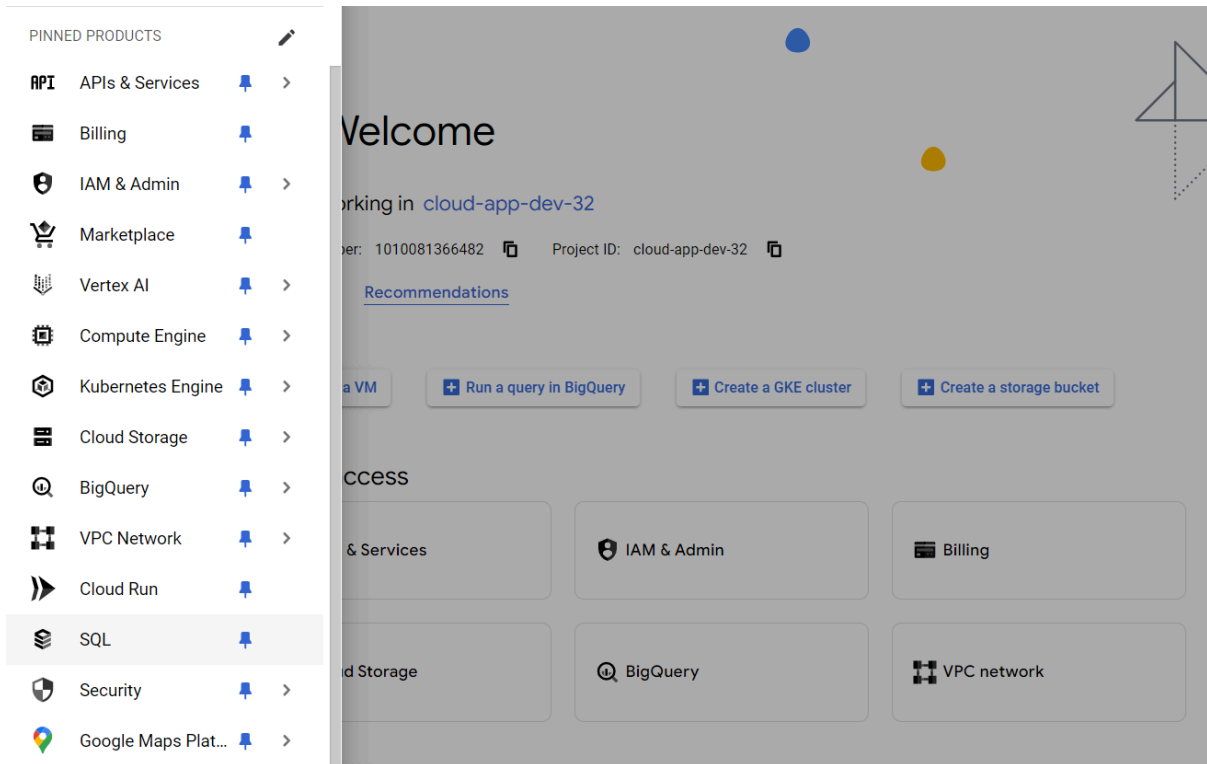 PINNED PRODUCTS
API APIs & Services
Billing
IAM & Admin
Marketplace
Vertex AI
Compute Engine
Kubernetes Engine
Cloud Storage
BigQuery
VPC Network
Cloud Run
SQL
Security
Google Maps Plat...
Welcome
orking in cloud-app-dev-32
ber: 1010081366482 Project ID: cloud-app-dev-32
Recommendations
a VM Run a query in BigQuery Create a GKE cluster Create a storage bucket
ccess
& Services IAM & Admin Billing
d Storage BigQuery VPC network